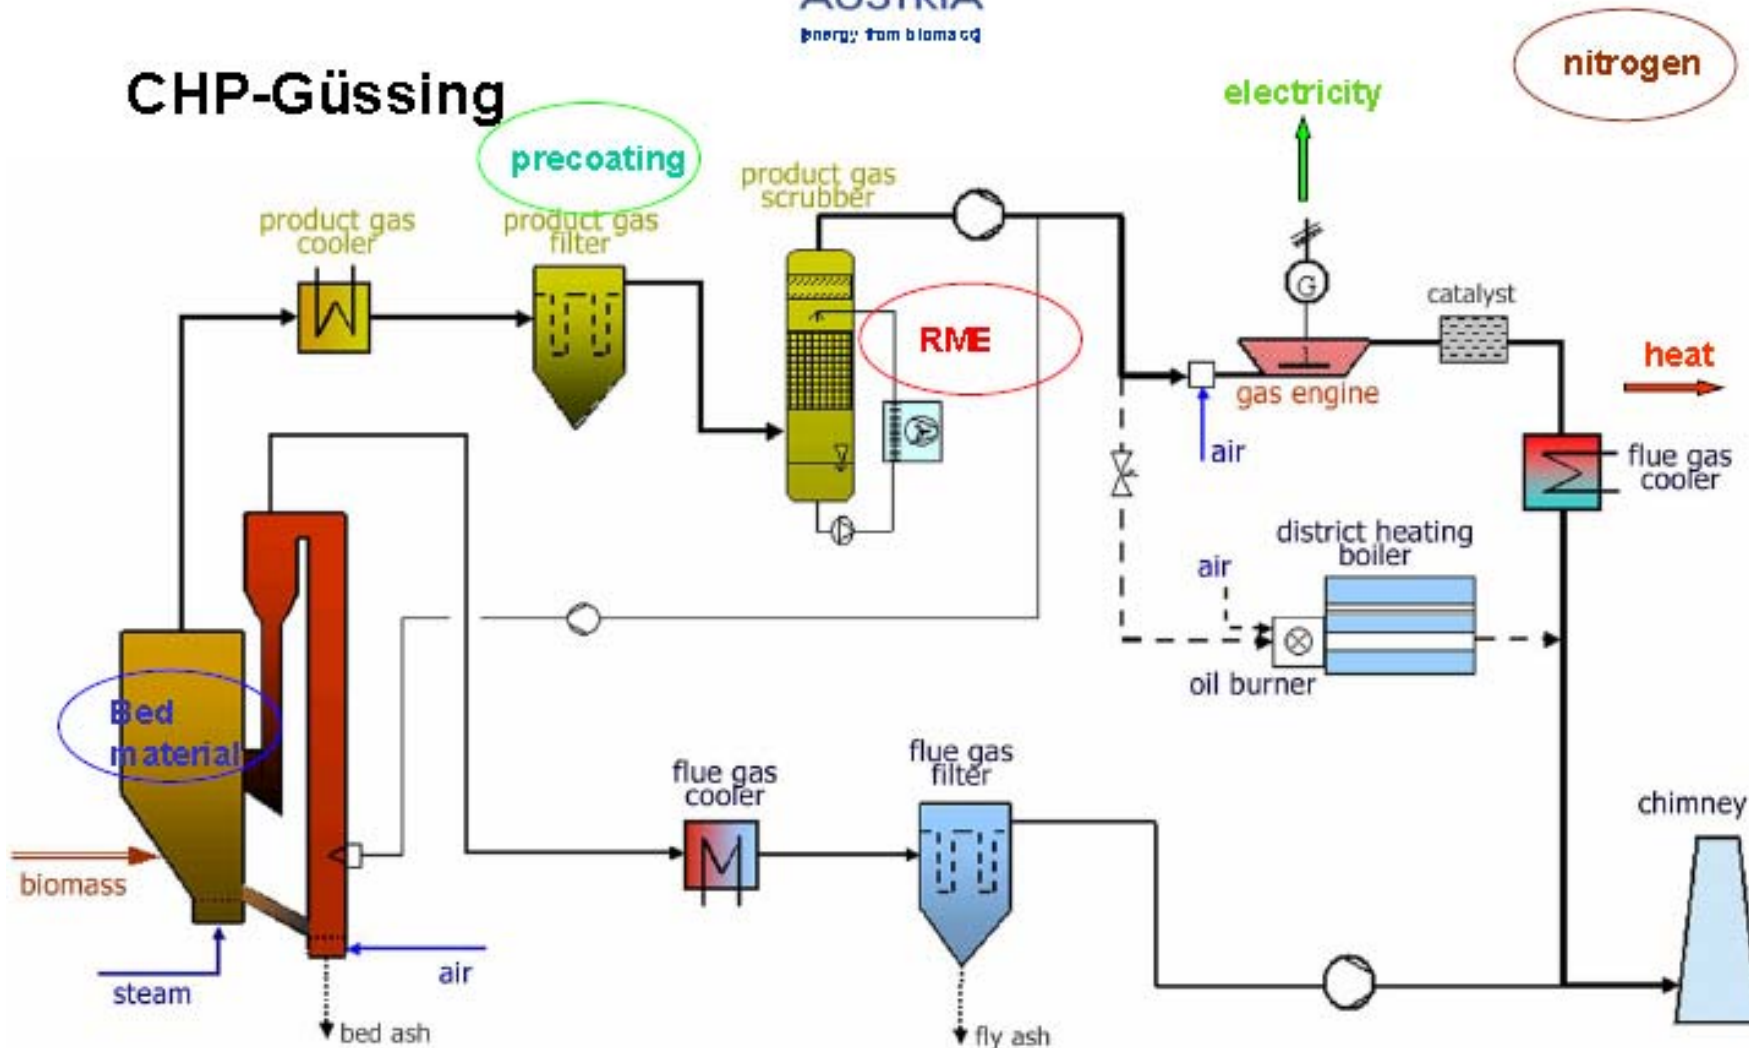 AUSTRIA
[energy from biomass]
nitrogen
CHP-Güssing
electricity
precoating
product gas
scrubber
product gas
cooler
product gas
filter
G
catalyst
RME
heat
gas engine
air
flue gas
cooler
district heating
boiler
air
oil burner
Bed
material
flue gas
cooler
flue gas
filter
chimney
biomass
steam
air
bed ash
fly ash